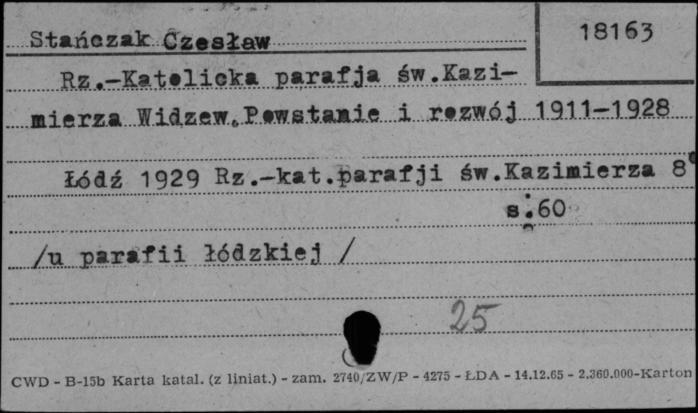 Stańczak Czesław
18163
Rz.-Katolicka parafja św.Kazi-
mierza Widzew.Powstanie i rozwój 1911-1928
Łódź 1929 Rz.-kat.parafji św.Kazimierza 8°
s.60
/u parafii łódzkiej /
25
CWD - B-15b Karta katal. (z liniat.) - zam. 2740/ZW/P - 4275 - ŁDA - 14.12.65 - 2.360.000-Karton